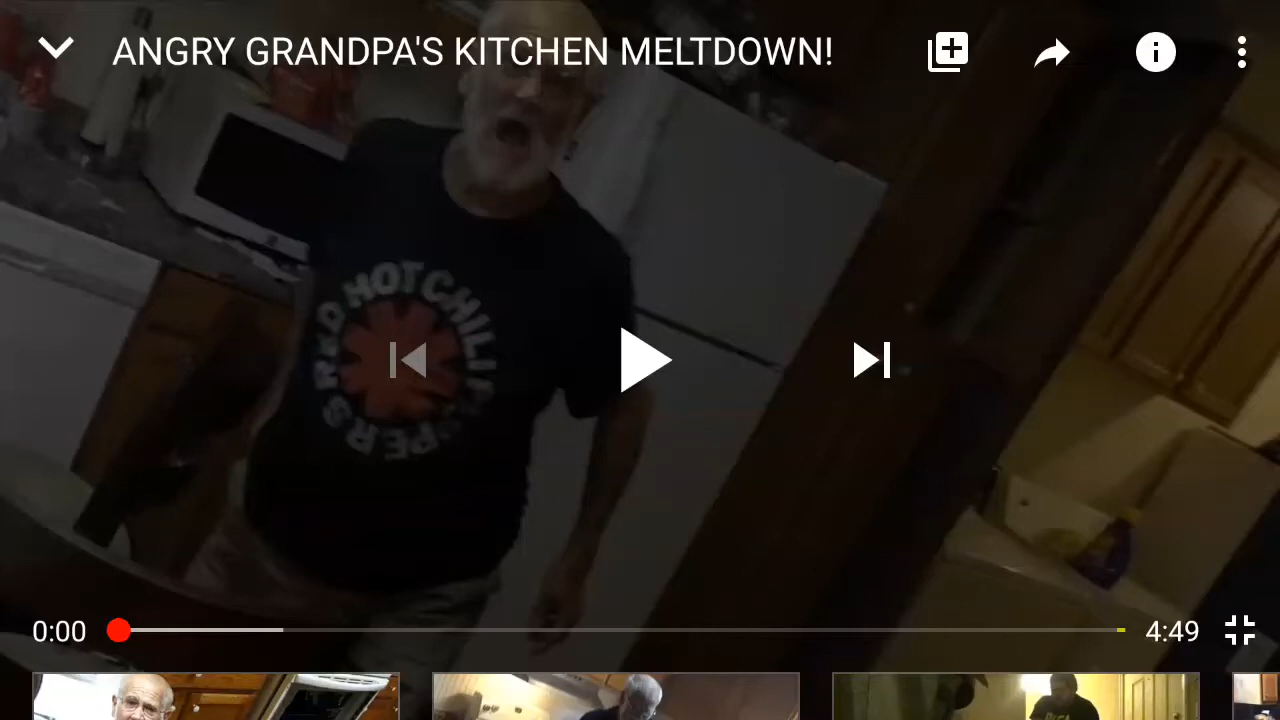 ANGRY GRANDPA'S KITCHEN MELTDOWN!
RED HOT CHILI PEPPERS
0:00
4:49